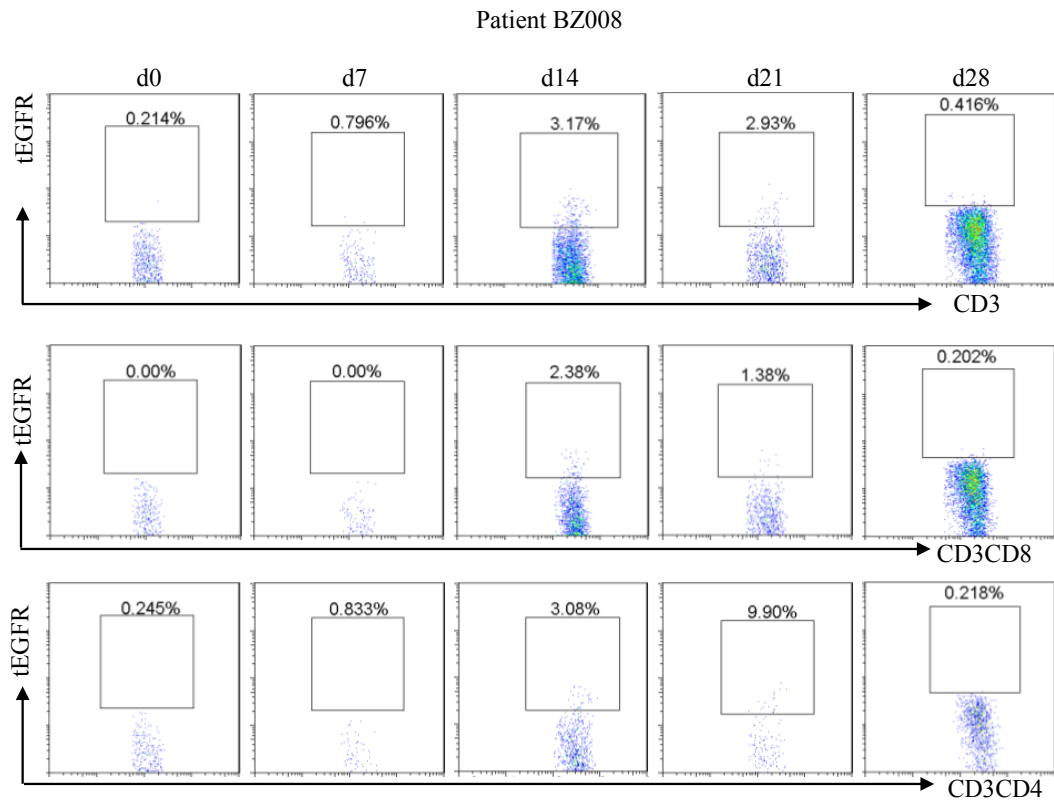 Patient BZ008
d0 d7 d14 d21 d28
tEGFR
0.214% 0.796% 3.17% 2.93% 0.416%
CD3
tEGFR
0.00% 0.00% 2.38% 1.38% 0.202%
CD3CD8
tEGFR
0.245% 0.833% 3.08% 9.90% 0.218%
CD3CD4